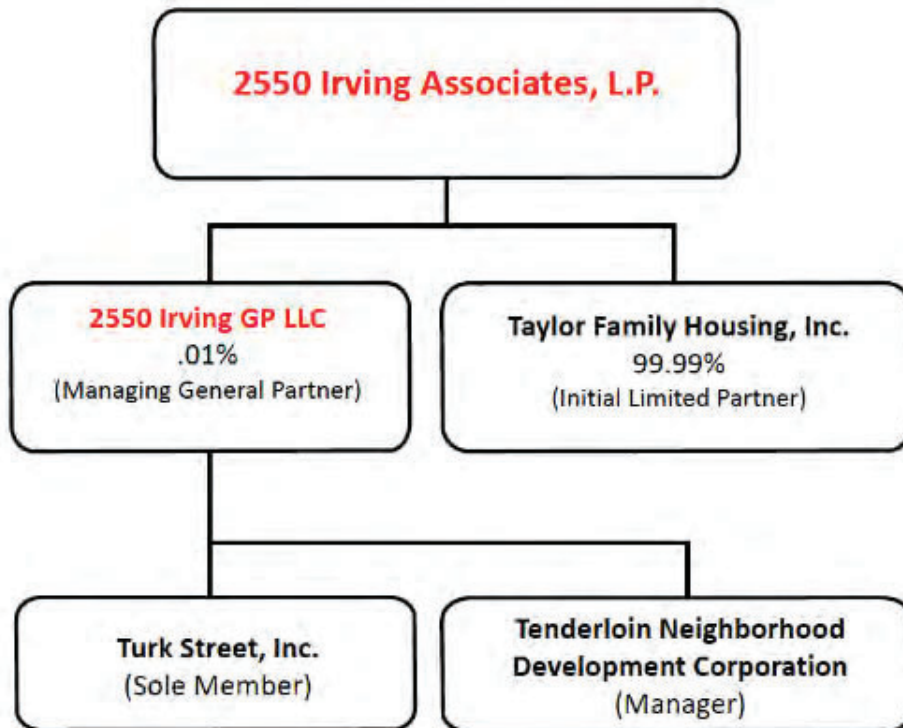 2550 Irving Associates, L.P.
2550 Irving GP LLC
.01%
(Managing General Partner)
Taylor Family Housing, Inc.
99.99%
(Initial Limited Partner)
Turk Street, Inc.
(Sole Member)
Tenderloin Neighborhood
Development Corporation
(Manager)